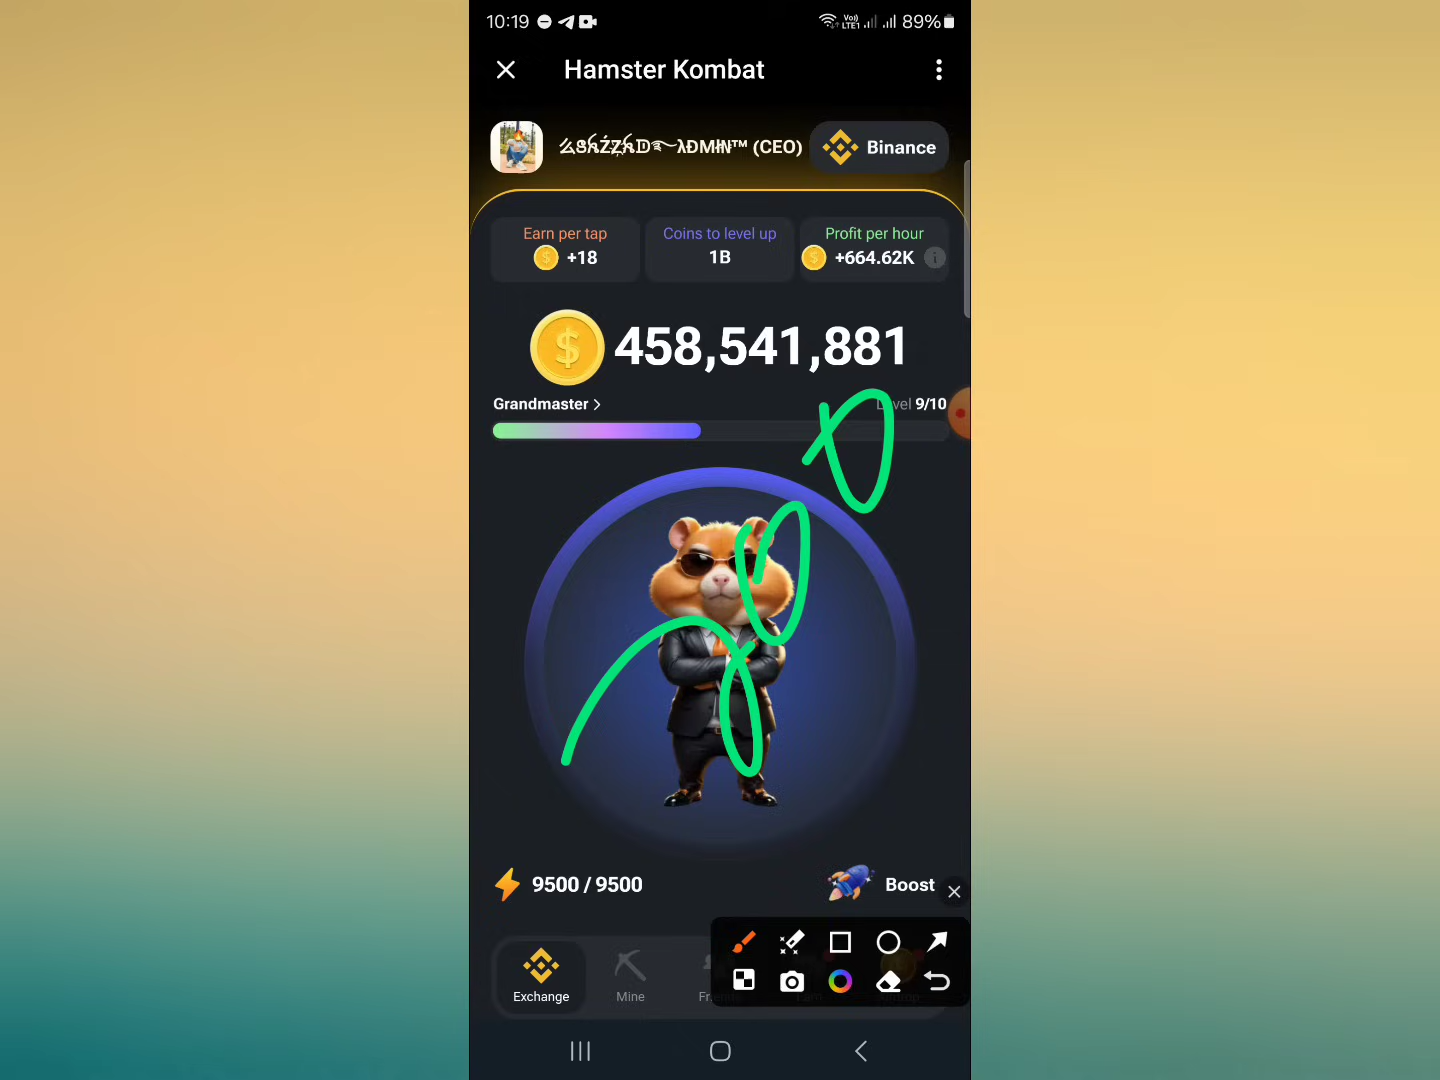 10:19 89%
Hamster Kombat
(CEO) Binance
Earn per tap Coins to level up Profit per hour
+18 1B +664.62K
458,541,881
Grandmaster > Level 9/10
9500 / 9500 Boost
Exchange Mine